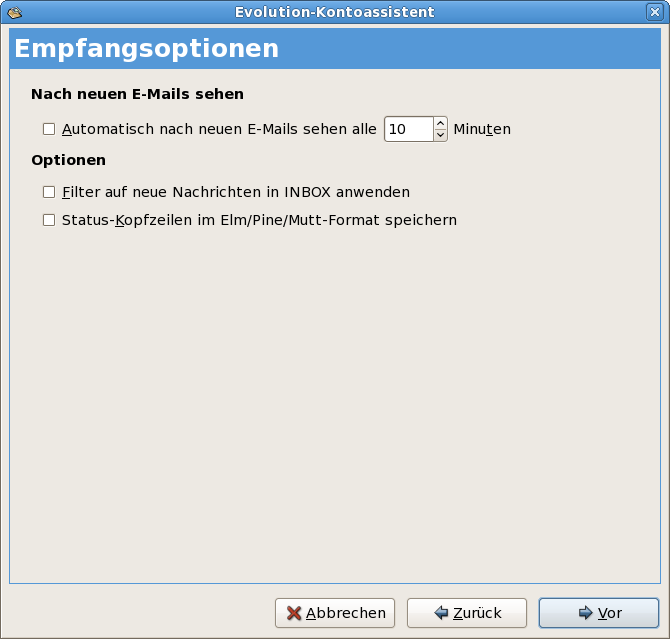 Evolution-Kontoassistent
Empfangsoptionen
Nach neuen E-Mails sehen
Automatisch nach neuen E-Mails sehen alle 10 Minuten
Optionen
Filter auf neue Nachrichten in INBOX anwenden
Status-Kopfzeilen im Elm/Pine/Mutt-Format speichern
Abbrechen Zurück Vor